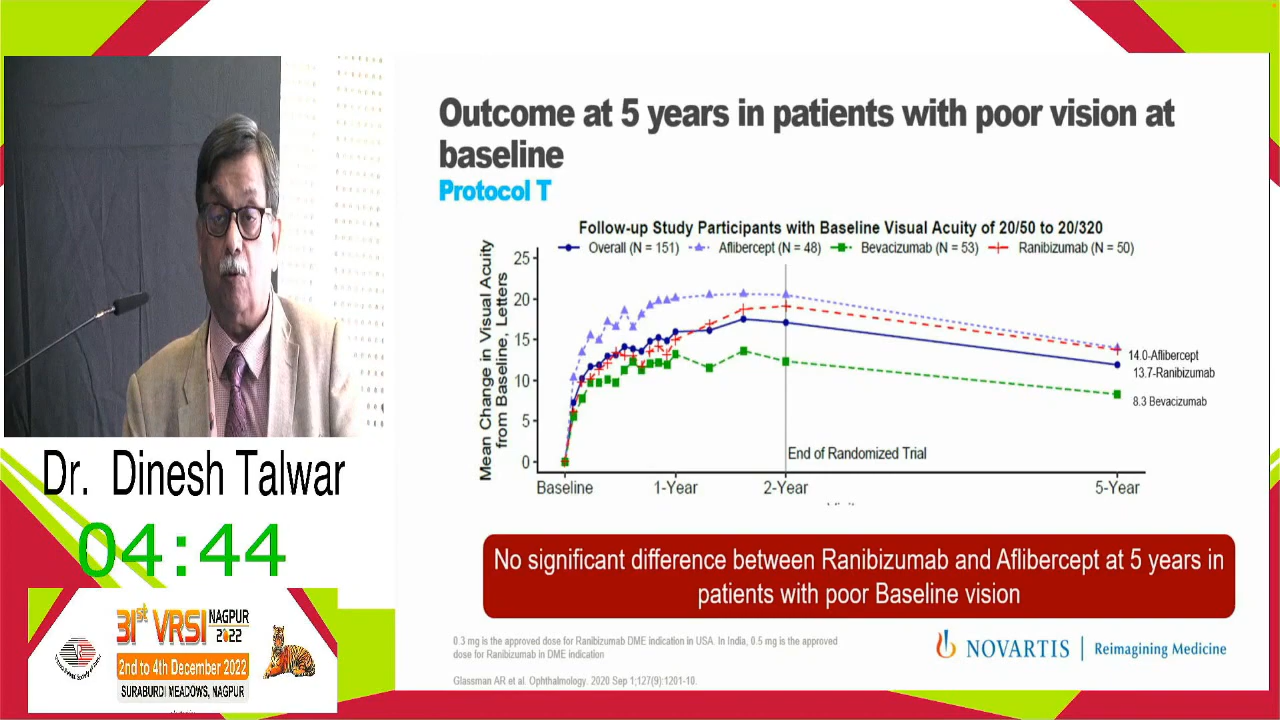 Outcome at 5 years in patients with poor vision at
baseline
Protocol T
Follow-up Study Participants with Baseline Visual Acuity of 20/50 to 20/320
Overall (N = 151) Aflibercept (N = 48) Bevacizumab (N = 53) Ranibizumab (N = 50)
Mean Change in Visual Acuity
from Baseline, Letters
25
20
15
10
5
0
14.0-Aflibercept
13.7-Ranibizumab
8.3 Bevacizumab
End of Randomized Trial
Baseline 1-Year 2-Year 5-Year
No significant difference between Ranibizumab and Aflibercept at 5 years in
patients with poor Baseline vision
0.3 mg is the approved dose for Ranibizumab DME indication in USA. In India, 0.5 mg is the approved
dose for Ranibizumab in DME indication
Glassman AR et al. Ophthalmology. 2020 Sep 1;127(9):1201-10.
NOVARTIS | Reimagining Medicine
Dr. Dinesh Talwar
04:44
31st VRSI NAGPUR
2022
2nd to 4th December 2022
SURABURDI MEADOWS, NAGPUR